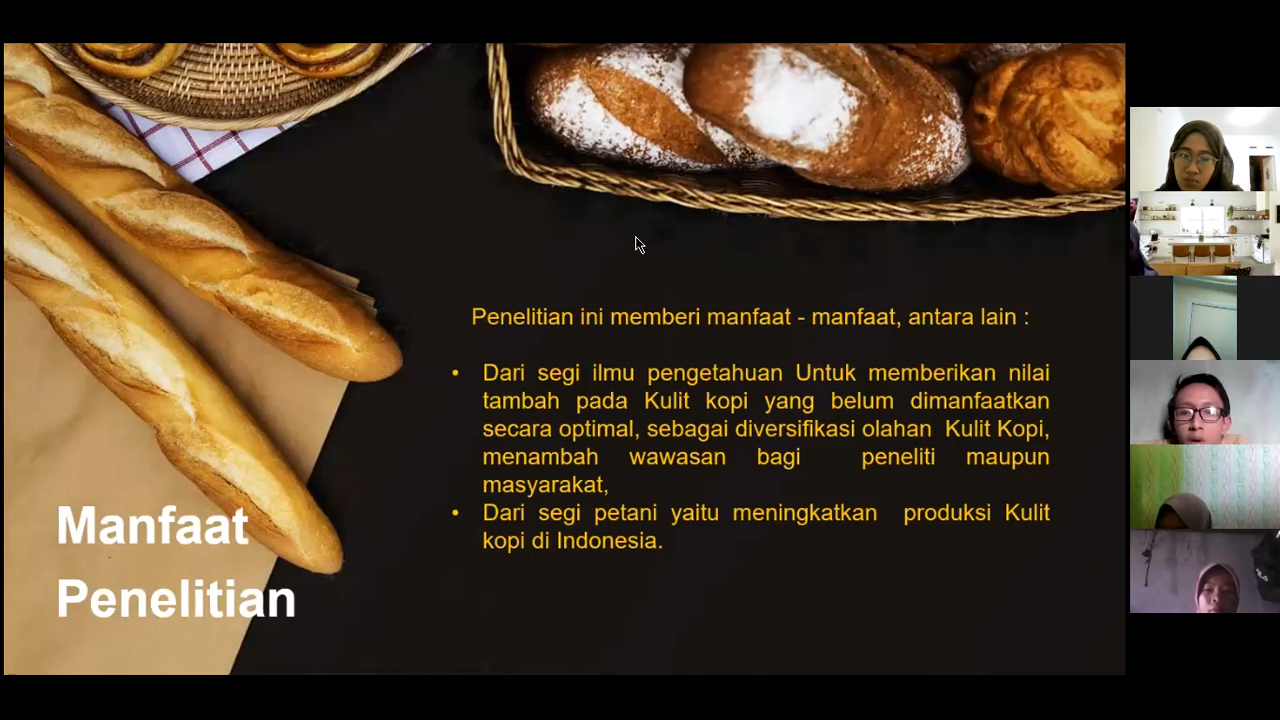 Penelitian ini memberi manfaat - manfaat, antara lain :
• Dari segi ilmu pengetahuan Untuk memberikan nilai
tambah pada Kulit kopi yang belum dimanfaatkan
secara optimal, sebagai diversifikasi olahan Kulit Kopi,
menambah wawasan bagi peneliti maupun
masyarakat,
• Dari segi petani yaitu meningkatkan produksi Kulit
kopi di Indonesia.
Manfaat
Penelitian
FILA